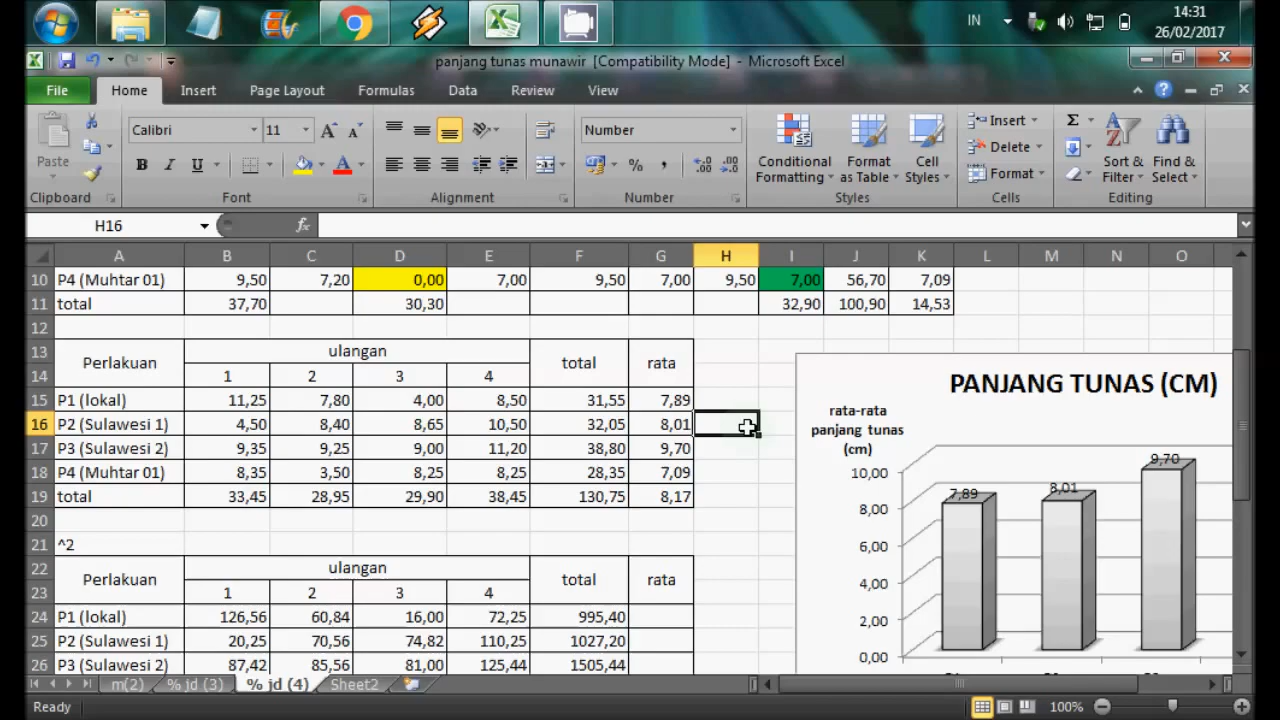 IN 14:31
26/02/2017
panjang tunas munawir [Compatibility Mode] - Microsoft Excel
File Home Insert Page Layout Formulas Data Review View
Calibri 11 Number
Paste
B I U
Conditional Formatting
Format as Table
Cell Styles
Insert
Delete
Format
Sort & Filter
Find & Select
Clipboard Font Alignment Number Styles Cells Editing
H16 fx
A B C D E F G H I J K L M N O
10 P4 (Muhtar 01) 9,50 7,20 0,00 7,00 9,50 7,00 9,50 7,00 56,70 7,09
11 total 37,70 30,30 32,90 100,90 14,53
12
13 Perlakuan ulangan total rata
14 1 2 3 4
15 P1 (lokal) 11,25 7,80 4,00 8,50 31,55 7,89
16 P2 (Sulawesi 1) 4,50 8,40 8,65 10,50 32,05 8,01
17 P3 (Sulawesi 2) 9,35 9,25 9,00 11,20 38,80 9,70
18 P4 (Muhtar 01) 8,35 3,50 8,25 8,25 28,35 7,09
19 total 33,45 28,95 29,90 38,45 130,75 8,17
20
21 ^2
22 Perlakuan ulangan total rata
23 1 2 3 4
24 P1 (lokal) 126,56 60,84 16,00 72,25 995,40
25 P2 (Sulawesi 1) 20,25 70,56 74,82 110,25 1027,20
26 P3 (Sulawesi 2) 87,42 85,56 81,00 125,44 1505,44
PANJANG TUNAS (CM)
rata-rata
panjang tunas
(cm)
10,00
8,00
6,00
4,00
2,00
0,00
7,89 8,01 9,70
m(2) % jd (3) % jd (4) Sheet2
Ready 100%